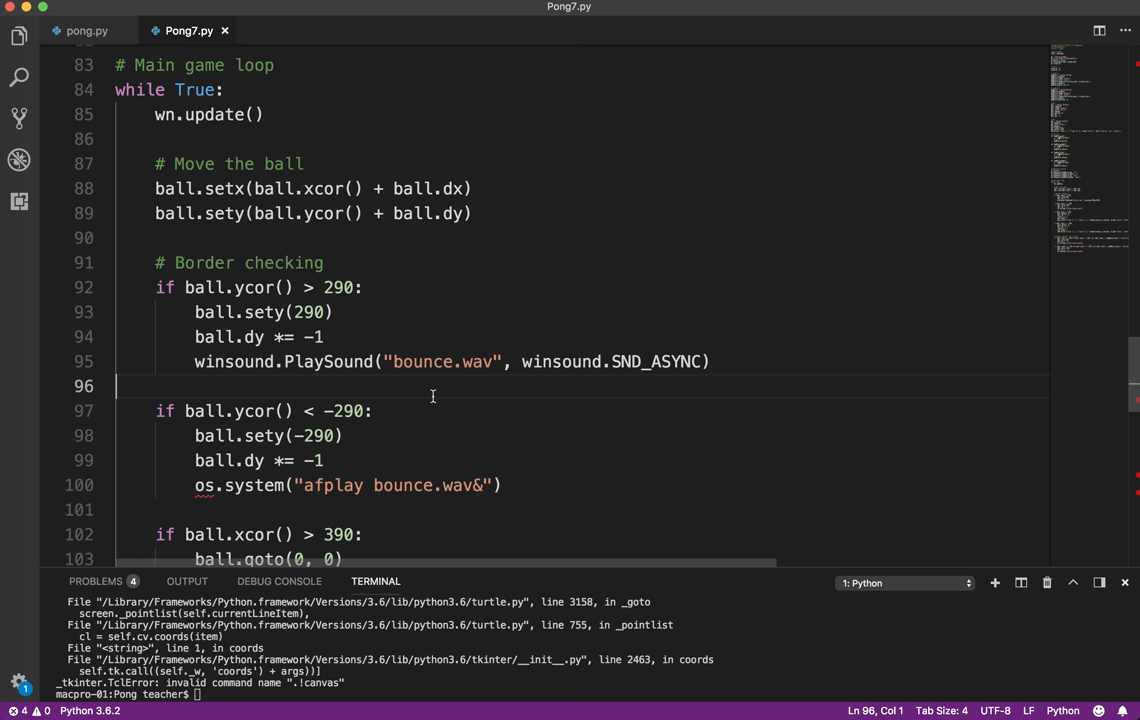 Pong7.py
pong.py
Pong7.py ×
83 # Main game loop
84 while True:
85 wn.update()
86
87 # Move the ball
88 ball.setx(ball.xcor() + ball.dx)
89 ball.sety(ball.ycor() + ball.dy)
90
91 # Border checking
92 if ball.ycor() > 290:
93 ball.sety(290)
94 ball.dy *= -1
95 winsound.PlaySound("bounce.wav", winsound.SND_ASYNC)
96
97 if ball.ycor() < -290:
98 ball.sety(-290)
99 ball.dy *= -1
100 os.system("afplay bounce.wav&")
101
102 if ball.xcor() > 390:
103 ball.goto(0, 0)
PROBLEMS 4 OUTPUT DEBUG CONSOLE TERMINAL 1: Python
File "/Library/Frameworks/Python.framework/Versions/3.6/lib/python3.6/turtle.py", line 3158, in _goto
screen._pointlist(self.currentLineItem),
File "/Library/Frameworks/Python.framework/Versions/3.6/lib/python3.6/turtle.py", line 755, in _pointlist
cl = self.cv.coords(item)
File "<string>", line 1, in coords
File "/Library/Frameworks/Python.framework/Versions/3.6/lib/python3.6/tkinter/__init__.py", line 2463, in coords
self.tk.call((self._w, 'coords') + args))]
_tkinter.TclError: invalid command name ".!canvas"
macpro-01:Pong teacher$
1
4 0 Python 3.6.2 Ln 96, Col 1 Tab Size: 4 UTF-8 LF Python